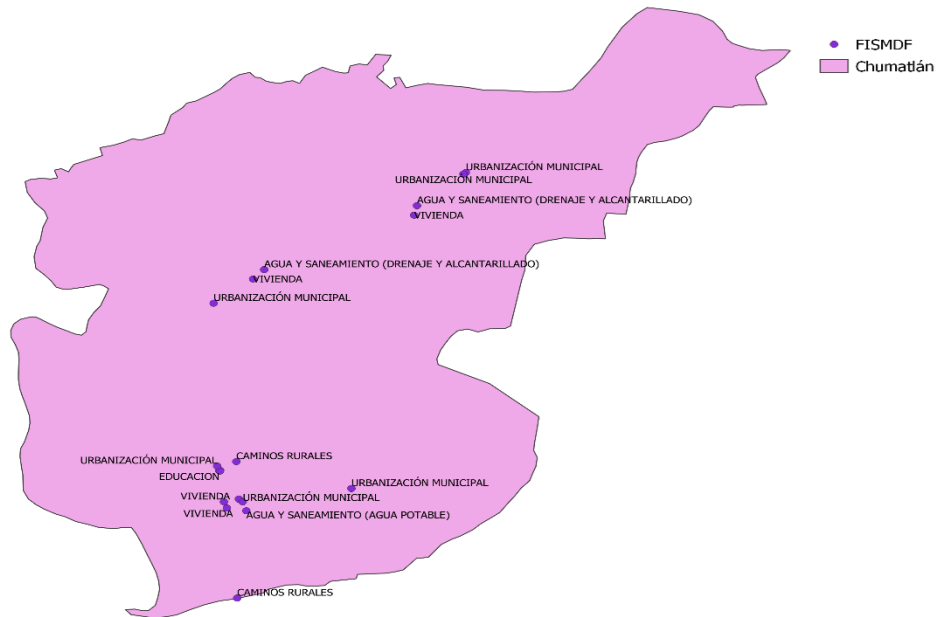 FISMDF
Chumatlán
URBANIZACIÓN MUNICIPAL
URBANIZACIÓN MUNICIPAL
AGUA Y SANEAMIENTO (DRENAJE Y ALCANTARILLADO)
VIVIENDA
AGUA Y SANEAMIENTO (DRENAJE Y ALCANTARILLADO)
VIVIENDA
URBANIZACIÓN MUNICIPAL
CAMINOS RURALES
URBANIZACIÓN MUNICIPAL
EDUCACION
URBANIZACIÓN MUNICIPAL
VIVIENDA
URBANIZACIÓN MUNICIPAL
VIVIENDA
AGUA Y SANEAMIENTO (AGUA POTABLE)
CAMINOS RURALES